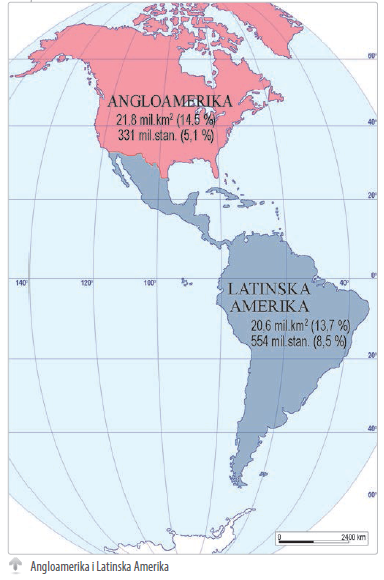 60°
ANGLOAMERIKA
21,8 mil.km² (14,5 %)
331 mil.stan. (5,1 %)
40°
20°
140° 120° 100° 0° 40°
LATINSKA
AMERIKA
20,6 mil.km² (13,7 %)
554 mil.stan. (8,5 %)
20°
40°
60°
0 2400 km
Angloamerika i Latinska Amerika